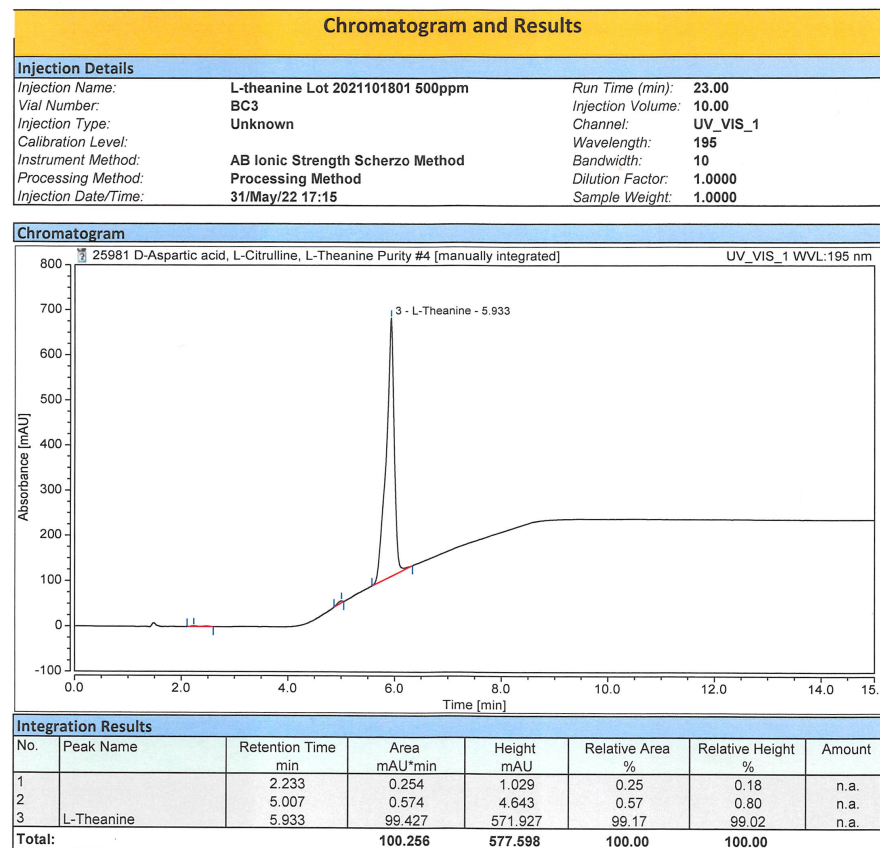 Chromatogram and Results
Injection Details
Injection Name: L-theanine Lot 2021101801 500ppm Run Time (min): 23.00
Vial Number: BC3 Injection Volume: 10.00
Injection Type: Unknown Channel: UV_VIS_1
Calibration Level: Wavelength: 195
Instrument Method: AB Ionic Strength Scherzo Method Bandwidth: 10
Processing Method: Processing Method Dilution Factor: 1.0000
Injection Date/Time: 31/May/22 17:15 Sample Weight: 1.0000
Chromatogram
25981 D-Aspartic acid, L-Citrulline, L-Theanine Purity #4 [manually integrated] UV_VIS_1 WVL:195 nm
800
700
600
500
400
300
200
100
0
-100
Absorbance [mAU]
3 - L-Theanine - 5.933
0.0 2.0 4.0 6.0 8.0 10.0 12.0 14.0 15.
Time [min]
Integration Results
No. Peak Name Retention Time Area Height Relative Area Relative Height Amount
min mAU*min mAU % %
1 2.233 0.254 1.029 0.25 0.18 n.a.
2 5.007 0.574 4.643 0.57 0.80 n.a.
3 L-Theanine 5.933 99.427 571.927 99.17 99.02 n.a.
Total: 100.256 577.598 100.00 100.00